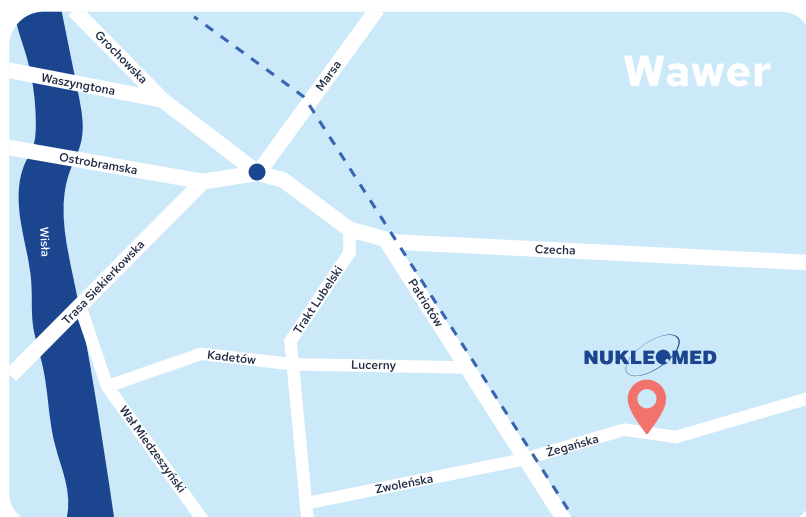 Grochowska
Marsa
Wawer
Waszyngtona
Ostrobramska
Wisła
Trasa Siekierkowska
Czecha
Trakt Lubelski
Patriotów
Kadetów
Lucerny
NUKLEOMED
Wał Miedzeszyński
Żegańska
Zwoleńska